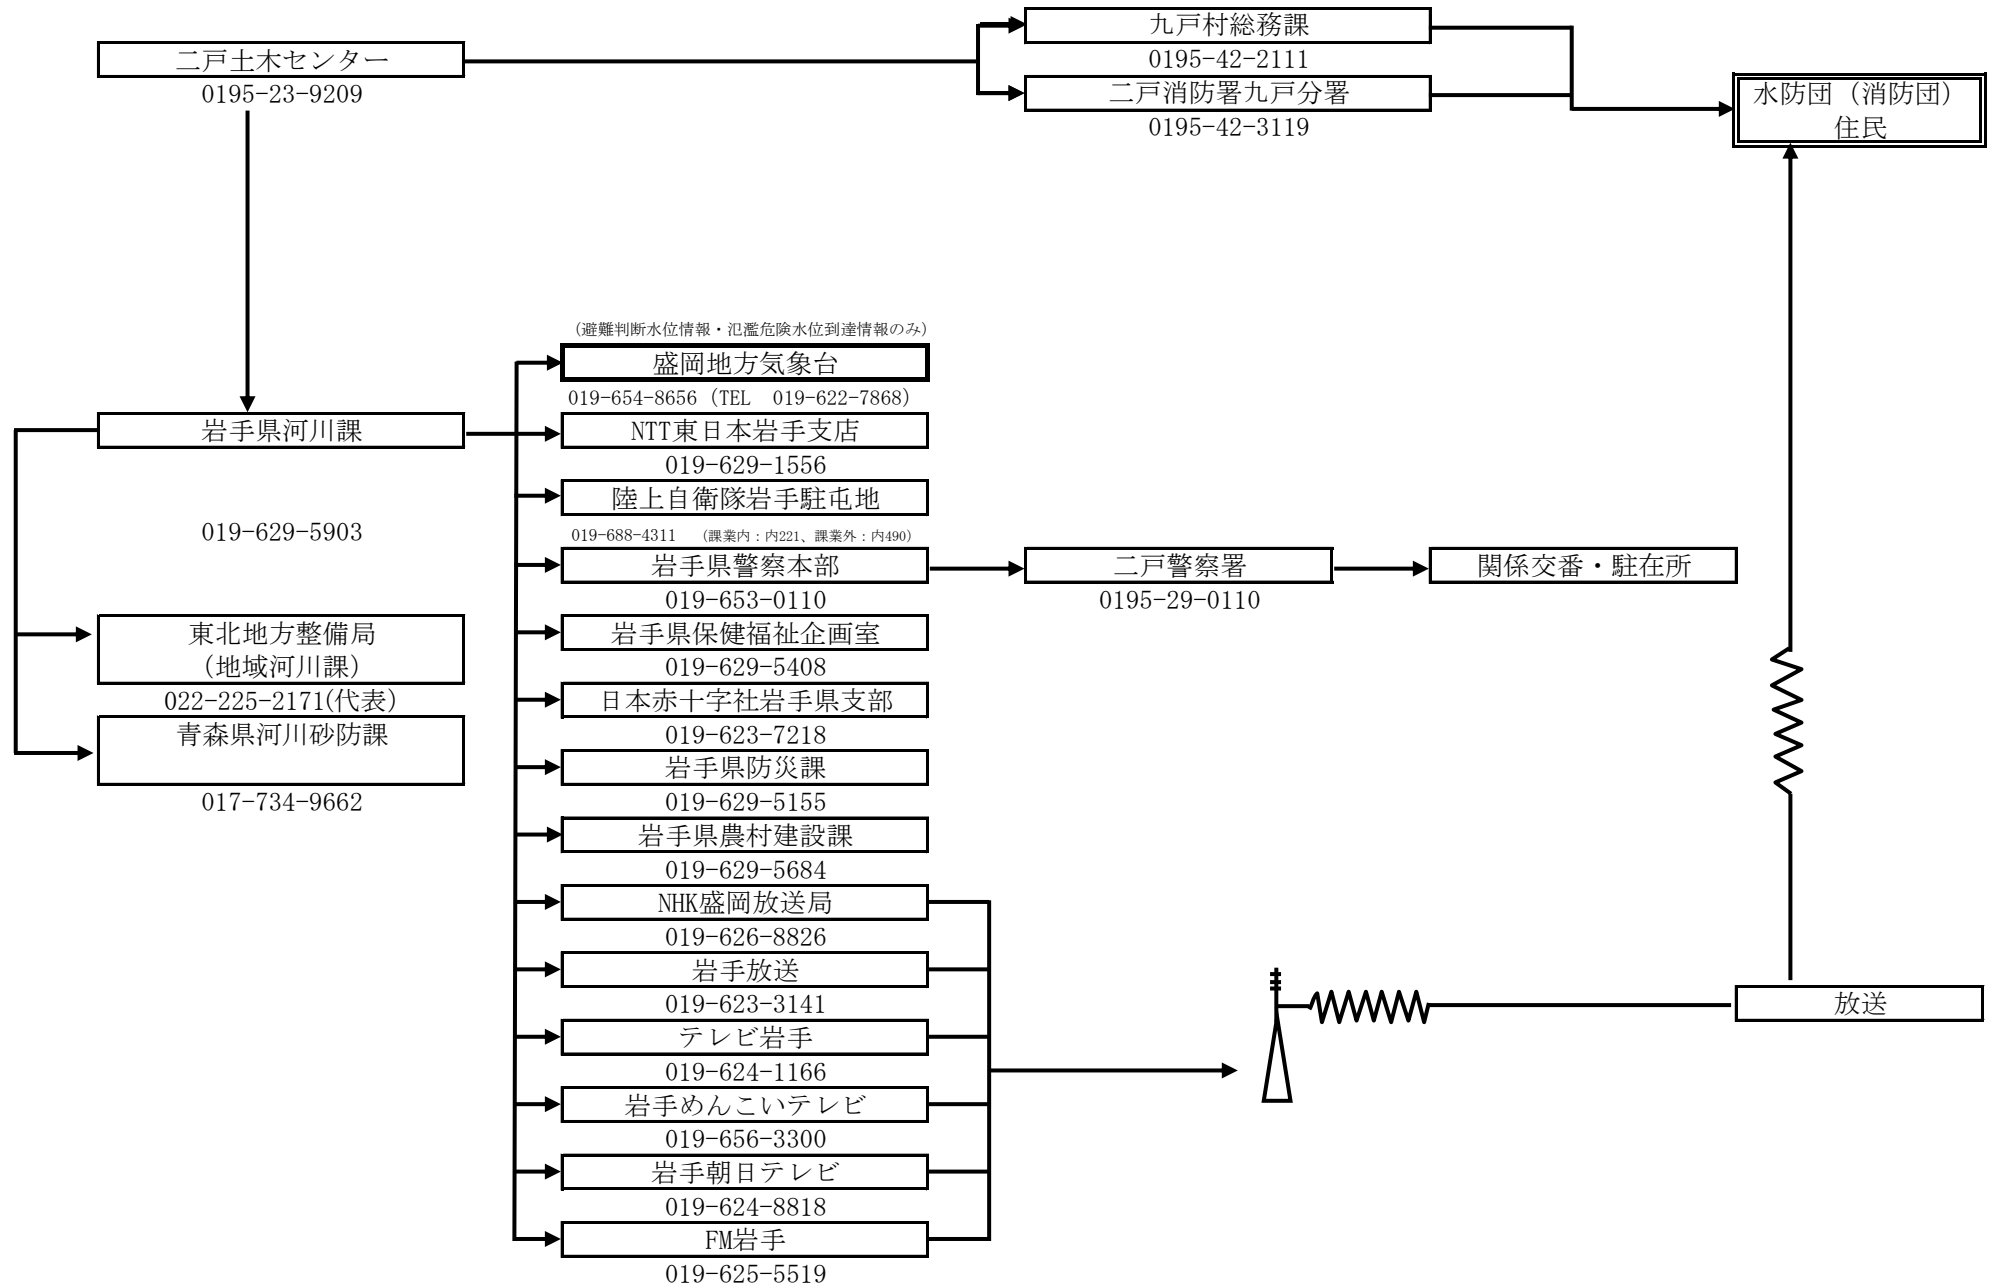 九戸村総務課
0195-42-2111
二戸土木センター
0195-23-9209
二戸消防署九戸分署
0195-42-3119
水防団（消防団）
住民
（避難判断水位情報・氾濫危険水位到達情報のみ）
盛岡地方気象台
019-654-8656（TEL　019-622-7868）
岩手県河川課
019-629-5903
NTT東日本岩手支店
019-629-1556
陸上自衛隊岩手駐屯地
019-688-4311　（課業内：内221、課業外：内490）
岩手県警察本部
019-653-0110
二戸警察署
0195-29-0110
関係交番・駐在所
東北地方整備局
（地域河川課）
022-225-2171(代表）
青森県河川砂防課
017-734-9662
岩手県保健福祉企画室
019-629-5408
日本赤十字社岩手県支部
019-623-7218
岩手県防災課
019-629-5155
岩手県農村建設課
019-629-5684
NHK盛岡放送局
019-626-8826
岩手放送
019-623-3141
テレビ岩手
019-624-1166
岩手めんこいテレビ
019-656-3300
岩手朝日テレビ
019-624-8818
FM岩手
019-625-5519
放送